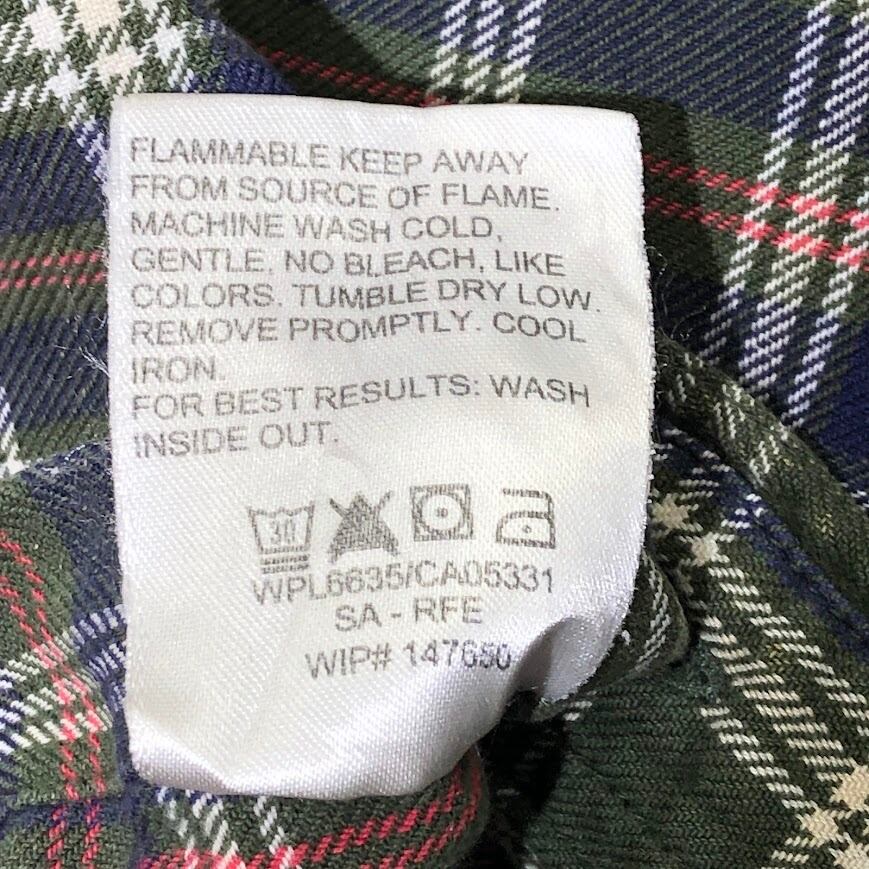 FLAMMABLE KEEP AWAY
FROM SOURCE OF FLAME.
MACHINE WASH COLD,
GENTLE, NO BLEACH, LIKE
COLORS. TUMBLE DRY LOW.
REMOVE PROMPTLY. COOL
IRON.
FOR BEST RESULTS: WASH
INSIDE OUT.
30
WPL6635/CA05331
SA - RFE
WIP# 147650